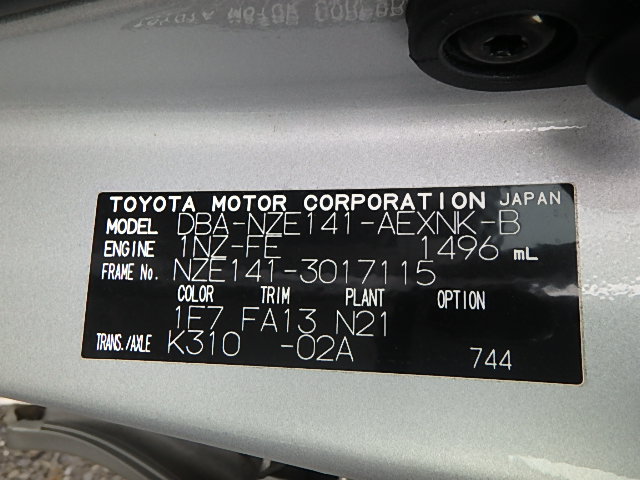 TOYOTA MOTOR CORPORATION JAPAN
MODEL DBA-NZE141-AEXNK-B
ENGINE 1NZ-FE 1496 mL
FRAME No. NZE141-3017115
COLOR TRIM PLANT OPTION
1E7 FA13 N21
TRANS./AXLE K310 -02A 744